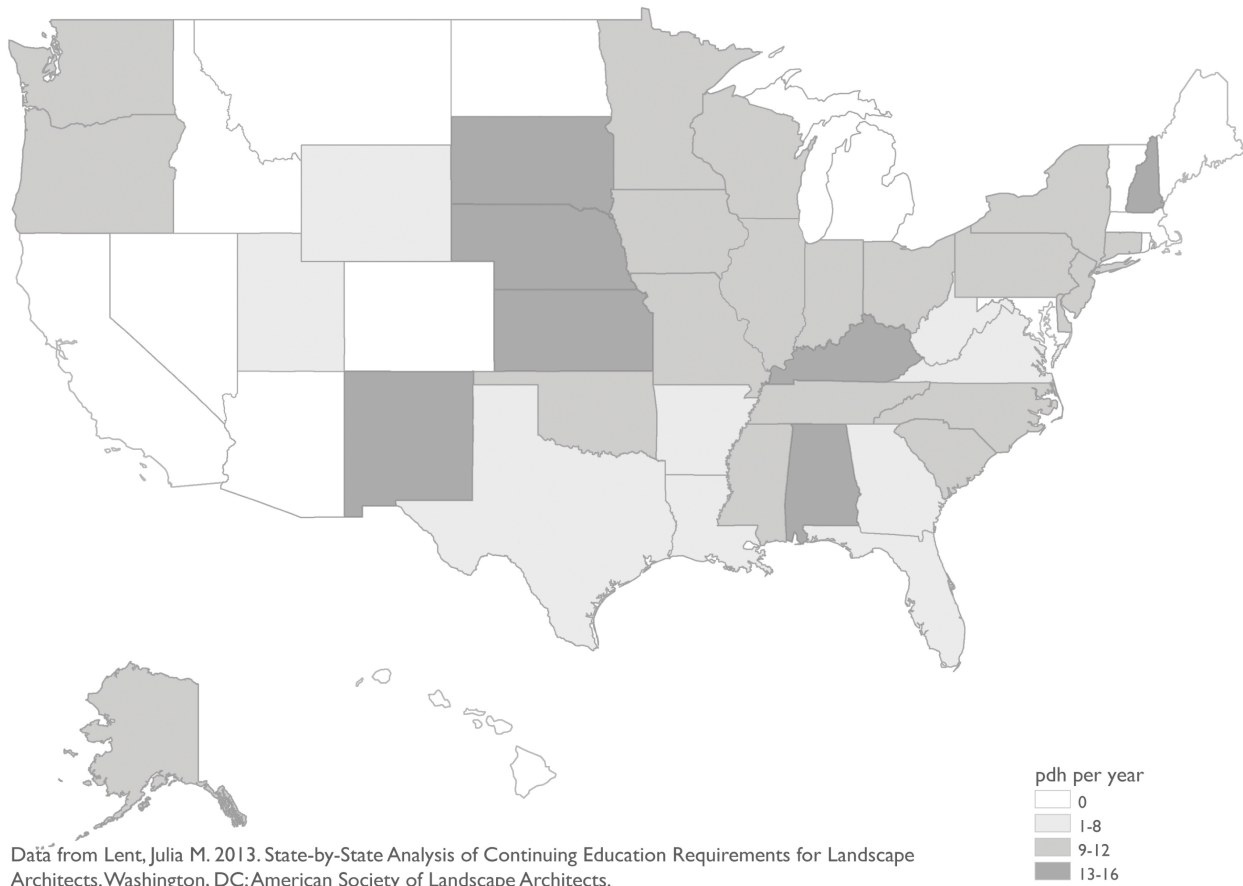 pdh per year
0
1-8
9-12
13-16
Data from Lent, Julia M. 2013. State-by-State Analysis of Continuing Education Requirements for Landscape
Architects. Washington, DC: American Society of Landscape Architects.